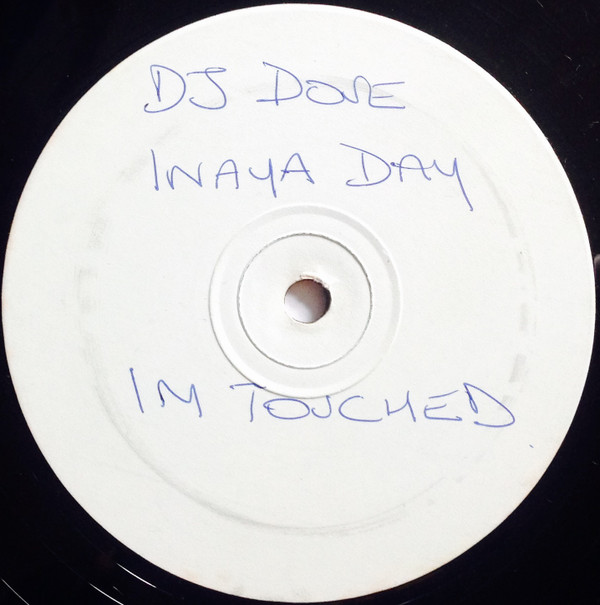 DJ DOVE
INAYA DAY
IM TOUCHED